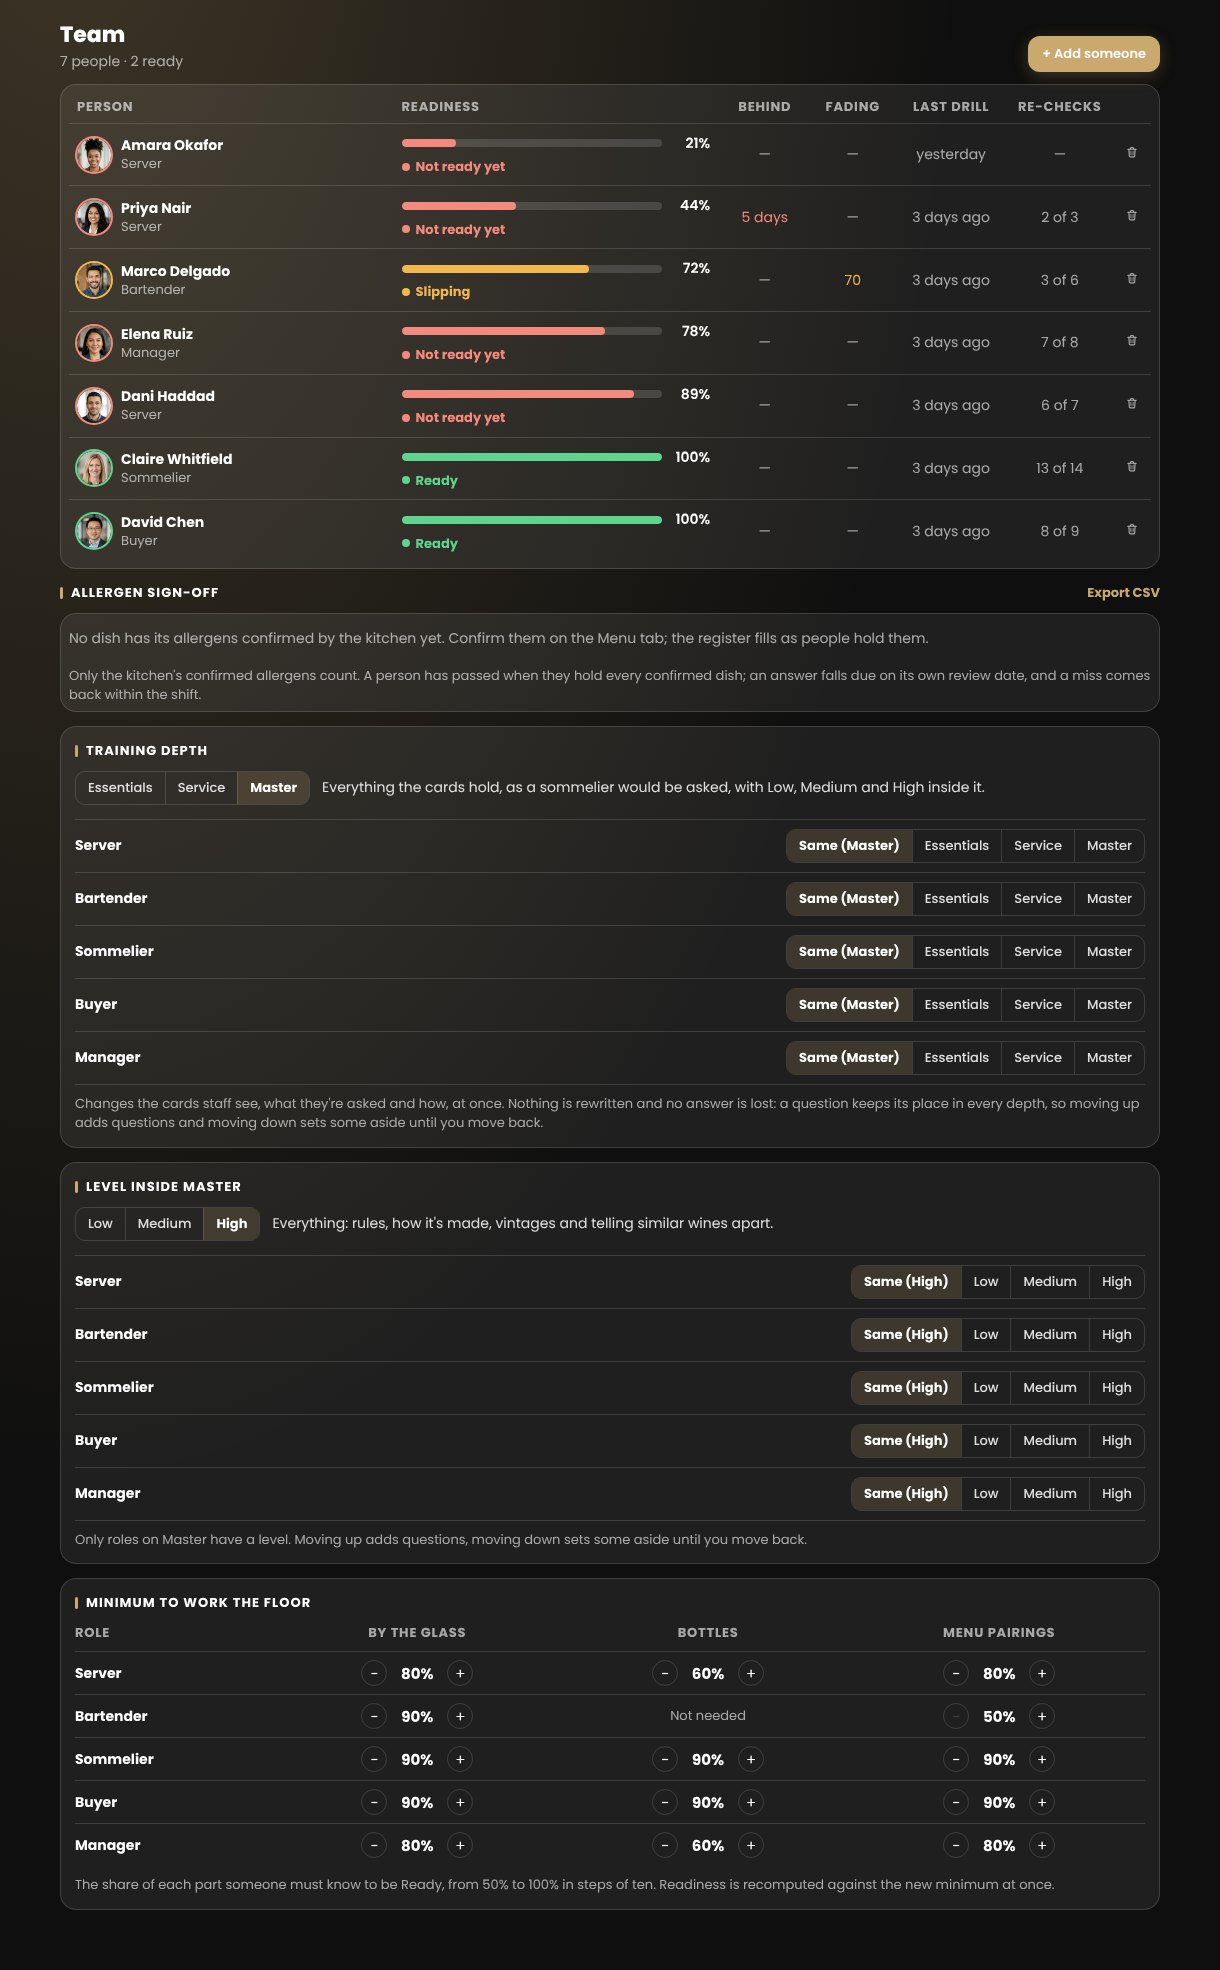 Team
7 people · 2 ready
+ Add someone
PERSON READINESS BEHIND FADING LAST DRILL RE-CHECKS
Amara Okafor 21%
Server Not ready yet — — yesterday —
Priya Nair 44%
Server Not ready yet 5 days — 3 days ago 2 of 3
Marco Delgado 72%
Bartender Slipping — 70 3 days ago 3 of 6
Elena Ruiz 78%
Manager Not ready yet — — 3 days ago 7 of 8
Dani Haddad 89%
Server Not ready yet — — 3 days ago 6 of 7
Claire Whitfield 100%
Sommelier Ready — — 3 days ago 13 of 14
David Chen 100%
Buyer Ready — — 3 days ago 8 of 9
ALLERGEN SIGN-OFF Export CSV
No dish has its allergens confirmed by the kitchen yet. Confirm them on the Menu tab; the register fills as people hold them.
Only the kitchen's confirmed allergens count. A person has passed when they hold every confirmed dish; an answer falls due on its own review date, and a miss comes
back within the shift.
TRAINING DEPTH
Essentials Service Master Everything the cards hold, as a sommelier would be asked, with Low, Medium and High inside it.
Server Same (Master) Essentials Service Master
Bartender Same (Master) Essentials Service Master
Sommelier Same (Master) Essentials Service Master
Buyer Same (Master) Essentials Service Master
Manager Same (Master) Essentials Service Master
Changes the cards staff see, what they're asked and how, at once. Nothing is rewritten and no answer is lost: a question keeps its place in every depth, so moving up
adds questions and moving down sets some aside until you move back.
LEVEL INSIDE MASTER
Low Medium High Everything: rules, how it's made, vintages and telling similar wines apart.
Server Same (High) Low Medium High
Bartender Same (High) Low Medium High
Sommelier Same (High) Low Medium High
Buyer Same (High) Low Medium High
Manager Same (High) Low Medium High
Only roles on Master have a level. Moving up adds questions, moving down sets some aside until you move back.
MINIMUM TO WORK THE FLOOR
ROLE BY THE GLASS BOTTLES MENU PAIRINGS
Server - 80% + - 60% + - 80% +
Bartender - 90% + Not needed - 50% +
Sommelier - 90% + - 90% + - 90% +
Buyer - 90% + - 90% + - 90% +
Manager - 80% + - 60% + - 80% +
The share of each part someone must know to be Ready, from 50% to 100% in steps of ten. Readiness is recomputed against the new minimum at once.